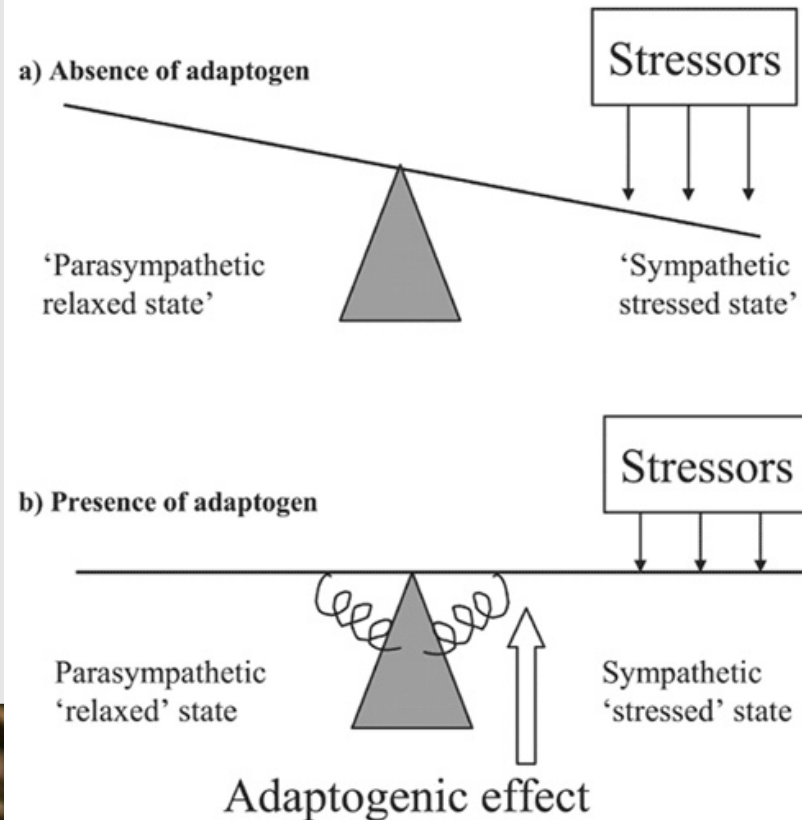 a) Absence of adaptogen
Stressors
‘Parasympathetic
relaxed state’
‘Sympathetic
stressed state’
b) Presence of adaptogen
Stressors
Parasympathetic
‘relaxed’ state
Sympathetic
‘stressed’ state
Adaptogenic effect